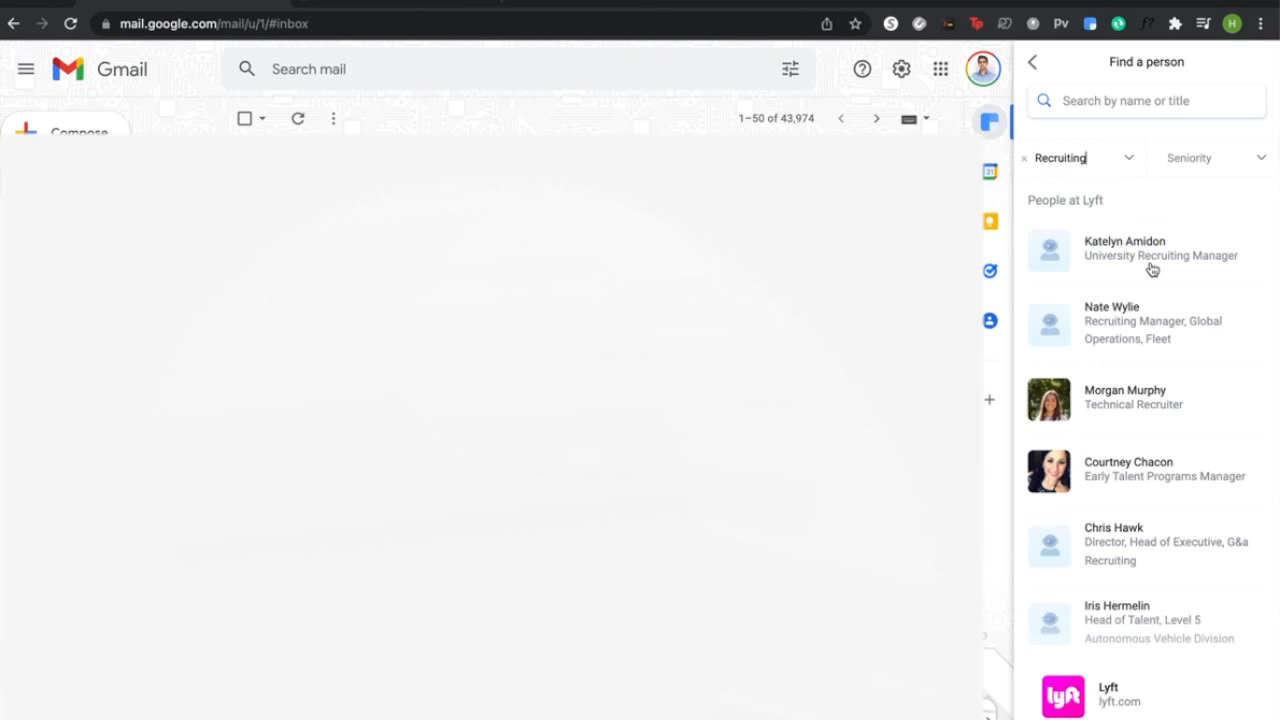 mail.google.com/mail/u/1/#inbox
Gmail
Search mail
Compose
1–50 of 43,974
Find a person
Search by name or title
Recruiting
Seniority
People at Lyft
Katelyn Amidon
University Recruiting Manager
Nate Wylie
Recruiting Manager, Global
Operations, Fleet
Morgan Murphy
Technical Recruiter
Courtney Chacon
Early Talent Programs Manager
Chris Hawk
Director, Head of Executive, G&a
Recruiting
Iris Hermelin
Head of Talent, Level 5
Autonomous Vehicle Division
lyft
Lyft
lyft.com
S
Tp
Pv
f?
H
31